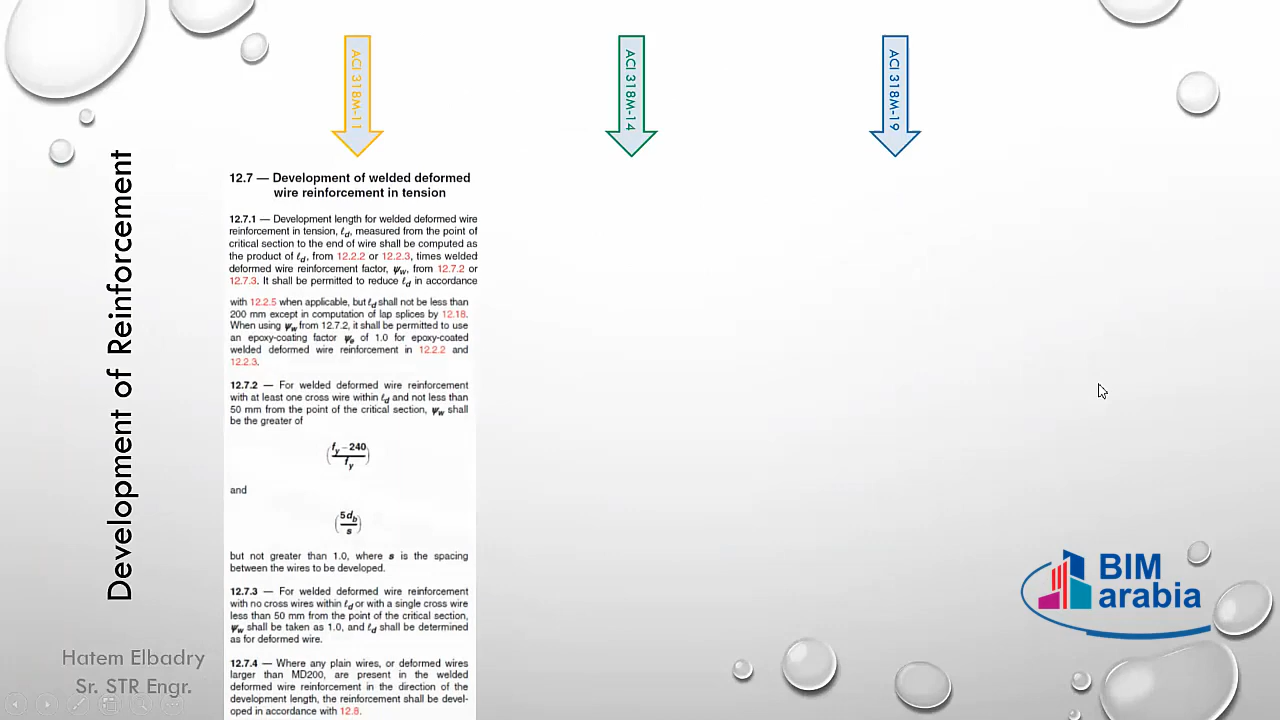 ACI 318M-11
ACI 318M-14
ACI 318M-19
Development of Reinforcement
12.7 — Development of welded deformed
wire reinforcement in tension
12.7.1 — Development length for welded deformed wire
reinforcement in tension, ℓd, measured from the point of
critical section to the end of wire shall be computed as
the product of ℓd, from 12.2.2 or 12.2.3, times welded
deformed wire reinforcement factor, ψw, from 12.7.2 or
12.7.3. It shall be permitted to reduce ℓd in accordance
with 12.2.5 when applicable, but ℓd shall not be less than
200 mm except in computation of lap splices by 12.18.
When using ψw from 12.7.2, it shall be permitted to use
an epoxy-coating factor ψe of 1.0 for epoxy-coated
welded deformed wire reinforcement in 12.2.2 and
12.2.3.
12.7.2 — For welded deformed wire reinforcement
with at least one cross wire within ℓd and not less than
50 mm from the point of the critical section, ψw shall
be the greater of
(fy – 240 / fy)
and
(5db / s)
but not greater than 1.0, where s is the spacing
between the wires to be developed.
12.7.3 — For welded deformed wire reinforcement
with no cross wires within ℓd or with a single cross wire
less than 50 mm from the point of the critical section,
ψw shall be taken as 1.0, and ℓd shall be determined
as for deformed wire.
12.7.4 — Where any plain wires, or deformed wires
larger than MD200, are present in the welded
deformed wire reinforcement in the direction of the
development length, the reinforcement shall be devel-
oped in accordance with 12.8.
BIM
arabia
Hatem Elbadry
Sr. STR Engr.